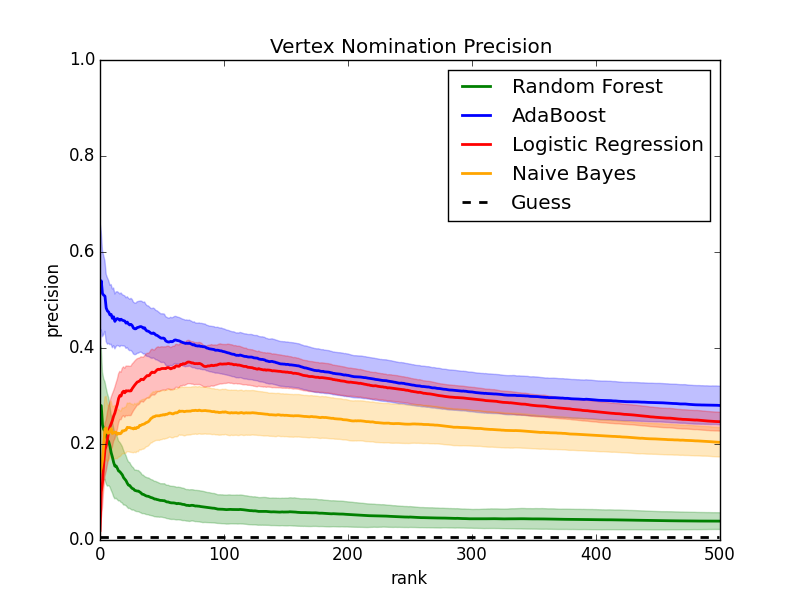 Vertex Nomination Precision
1.0
0.8
0.6
0.4
0.2
0.0
precision
Random Forest
AdaBoost
Logistic Regression
Naive Bayes
Guess
0 100 200 300 400 500
rank